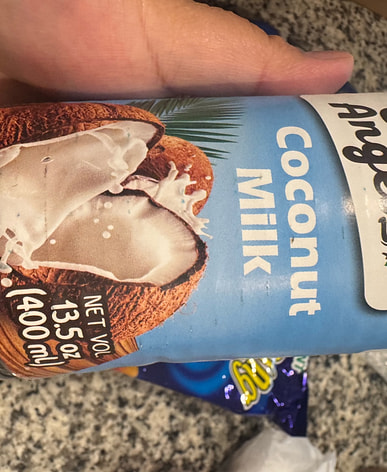 Coconut
Milk
NET VOL
13.5 oz
(400 ml)